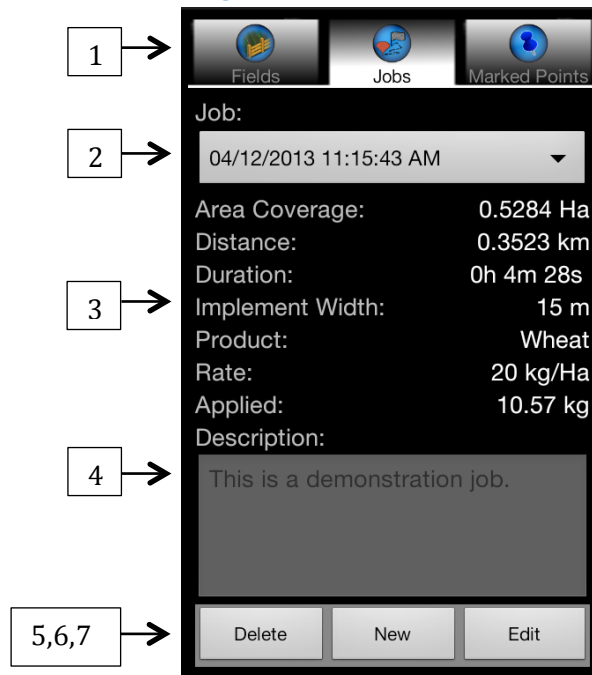 1
Fields Jobs Marked Points
Job:
2
04/12/2013 11:15:43 AM
Area Coverage: 0.5284 Ha
Distance: 0.3523 km
Duration: 0h 4m 28s
3
Implement Width: 15 m
Product: Wheat
Rate: 20 kg/Ha
Applied: 10.57 kg
Description:
4
This is a demonstration job.
5,6,7
Delete New Edit